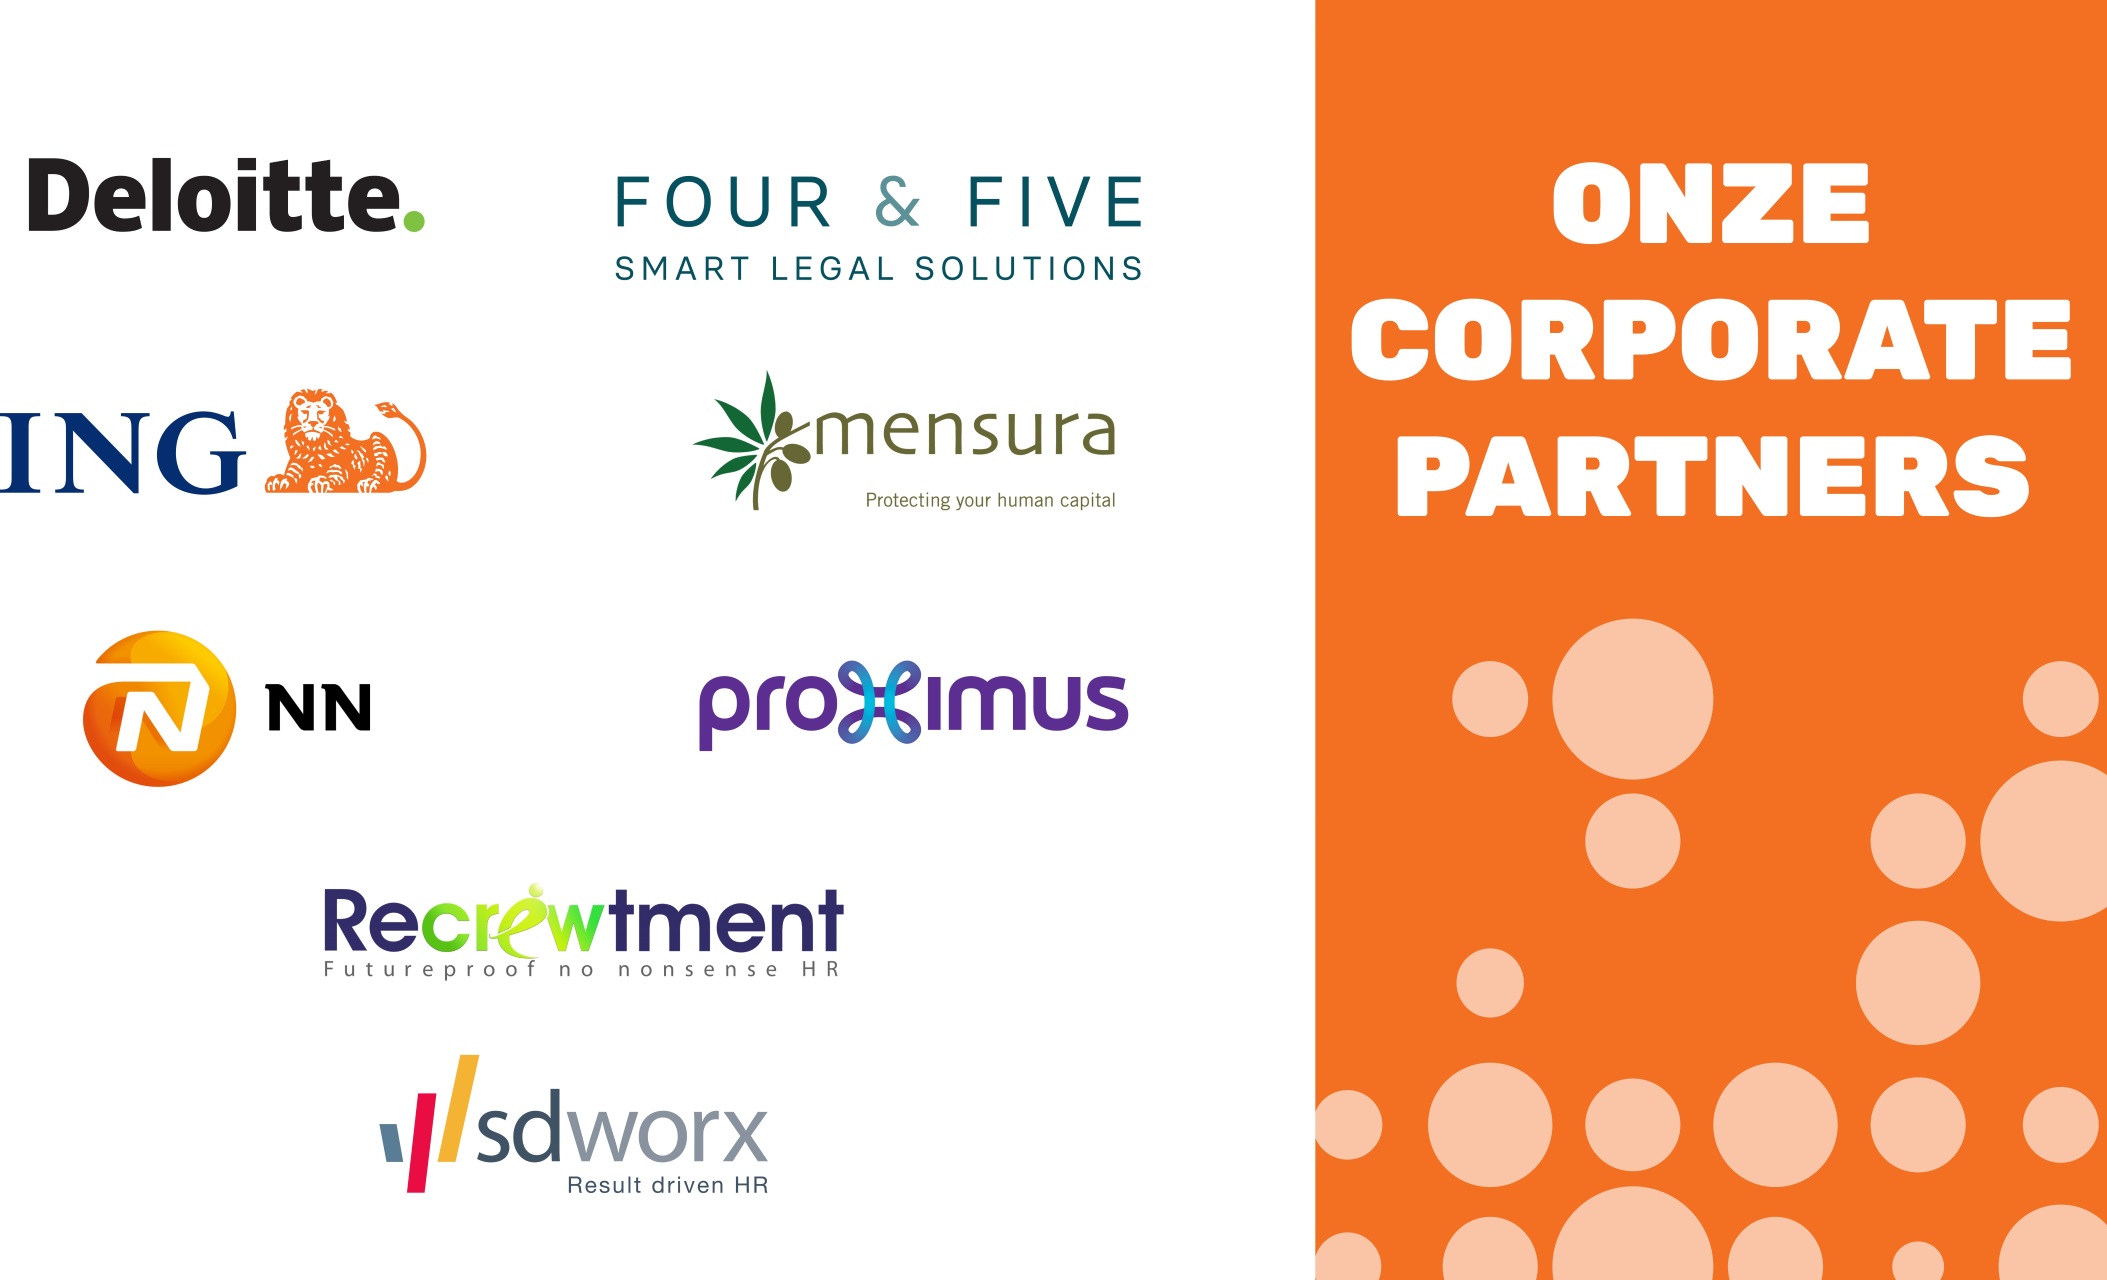 Deloitte.
FOUR & FIVE
SMART LEGAL SOLUTIONS
ING
mensura
Protecting your human capital
N NN
proximus
Recrewtment
Futureproof no nonsense HR
sdworx
Result driven HR
ONZE
CORPORATE
PARTNERS